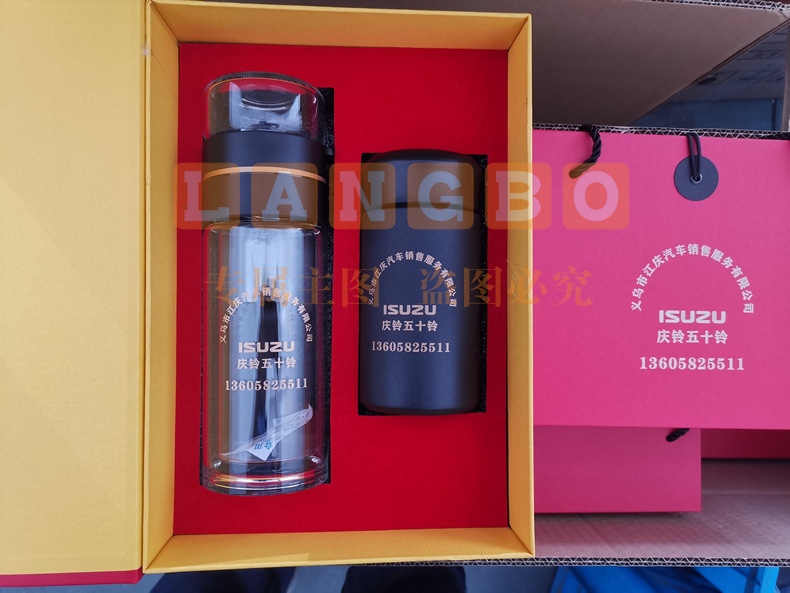 LANGBO
专属主图 盗图必究
义乌市江庆汽车销售服务有限公司
ISUZU
庆铃五十铃
13605825511
义乌市江庆汽车销售服务有限公司
ISUZU
庆铃五十铃
13605825511
义乌市江庆汽车销售服务有限公司
ISUZU
庆铃五十铃
13605825511